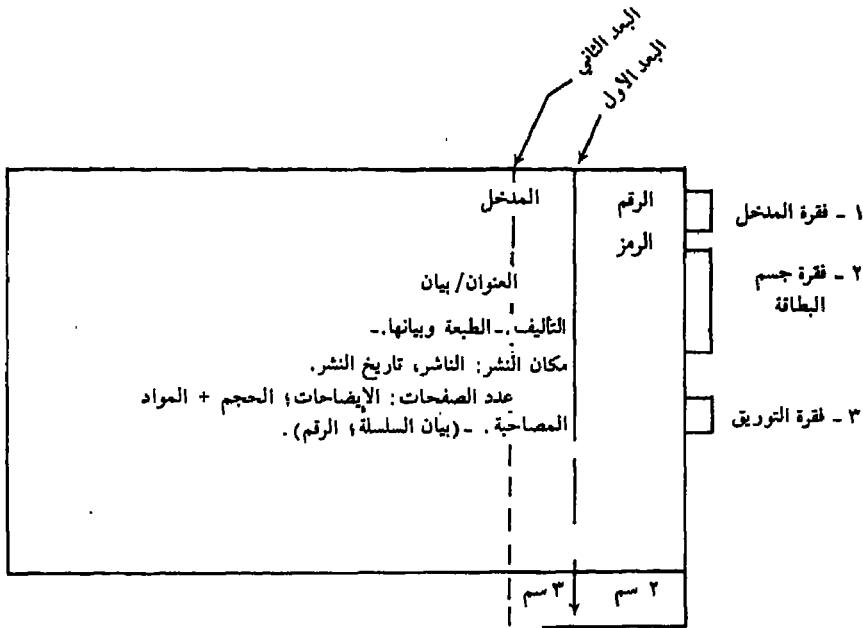 البعد الثاني
البعد الأول
١ - فقرة المدخل
الرقم
المدخل
الرمز
٢ - فقرة جسم
البطاقة
العنوان/ بيان
التأليف .ـ الطبعة وبيانها.ـ
مكان النشر: الناشر، تاريخ النشر.
عدد الصفحات: الإيضاحات؛ الحجم + المواد
المصاحبة . ـ (بيان السلسلة؛ الرقم).
٣ - فقرة التوريق
٢ سم
٣ سم